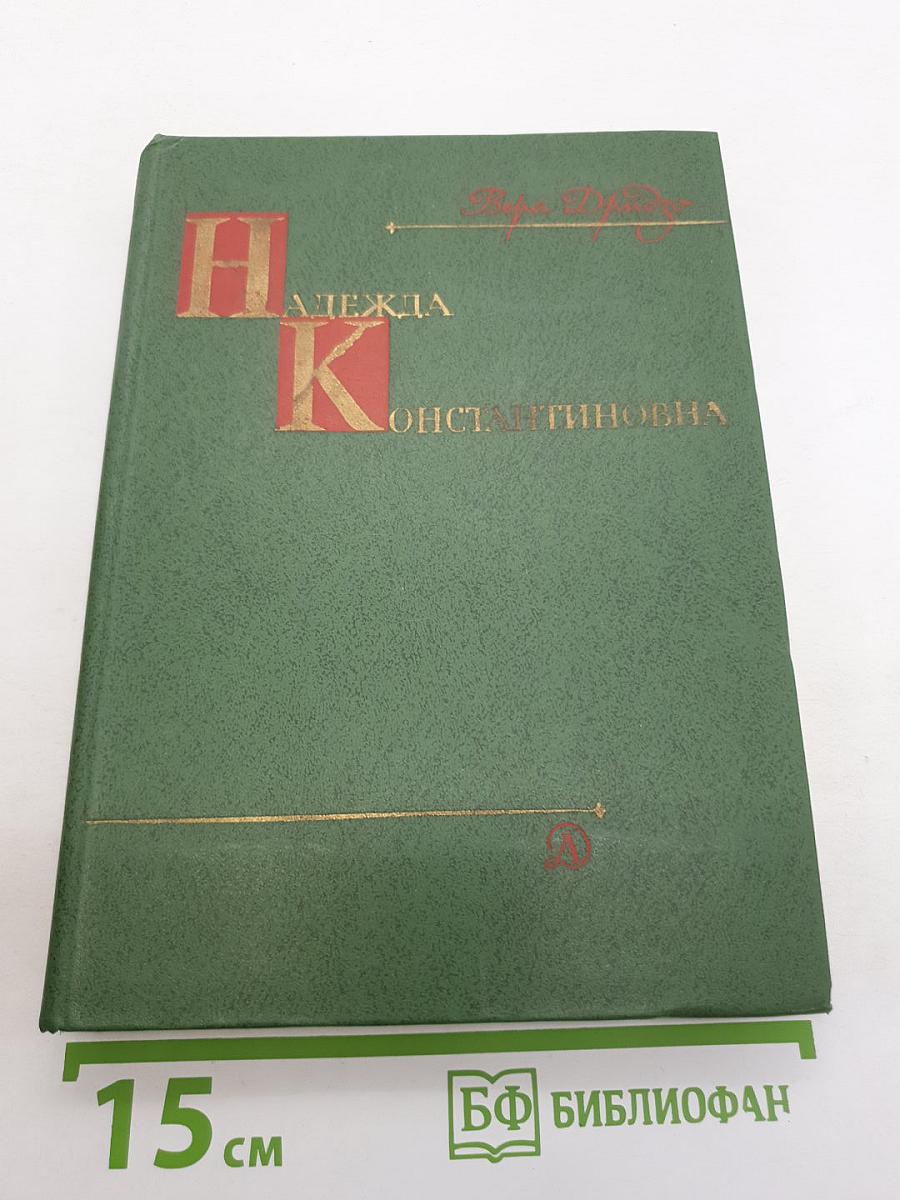 Вера Дридзо
НАДЕЖДА
КОНСТАНТИНОВНА
Д
15 см
БФ БИБЛИОФАН